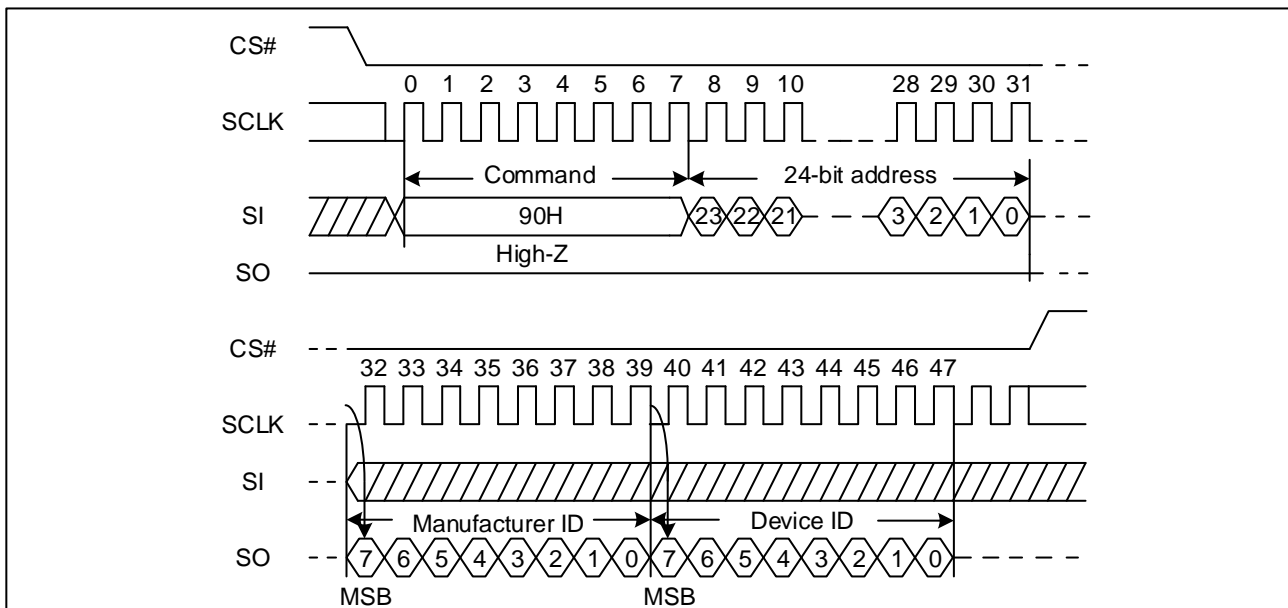 CS#
0 1 2 3 4 5 6 7 8 9 10 28 29 30 31
SCLK
Command 24-bit address
SI 90H 23 22 21 3 2 1 0
High-Z
SO
CS#
32 33 34 35 36 37 38 39 40 41 42 43 44 45 46 47
SCLK
SI
Manufacturer ID Device ID
SO 7 6 5 4 3 2 1 0 7 6 5 4 3 2 1 0
MSB MSB